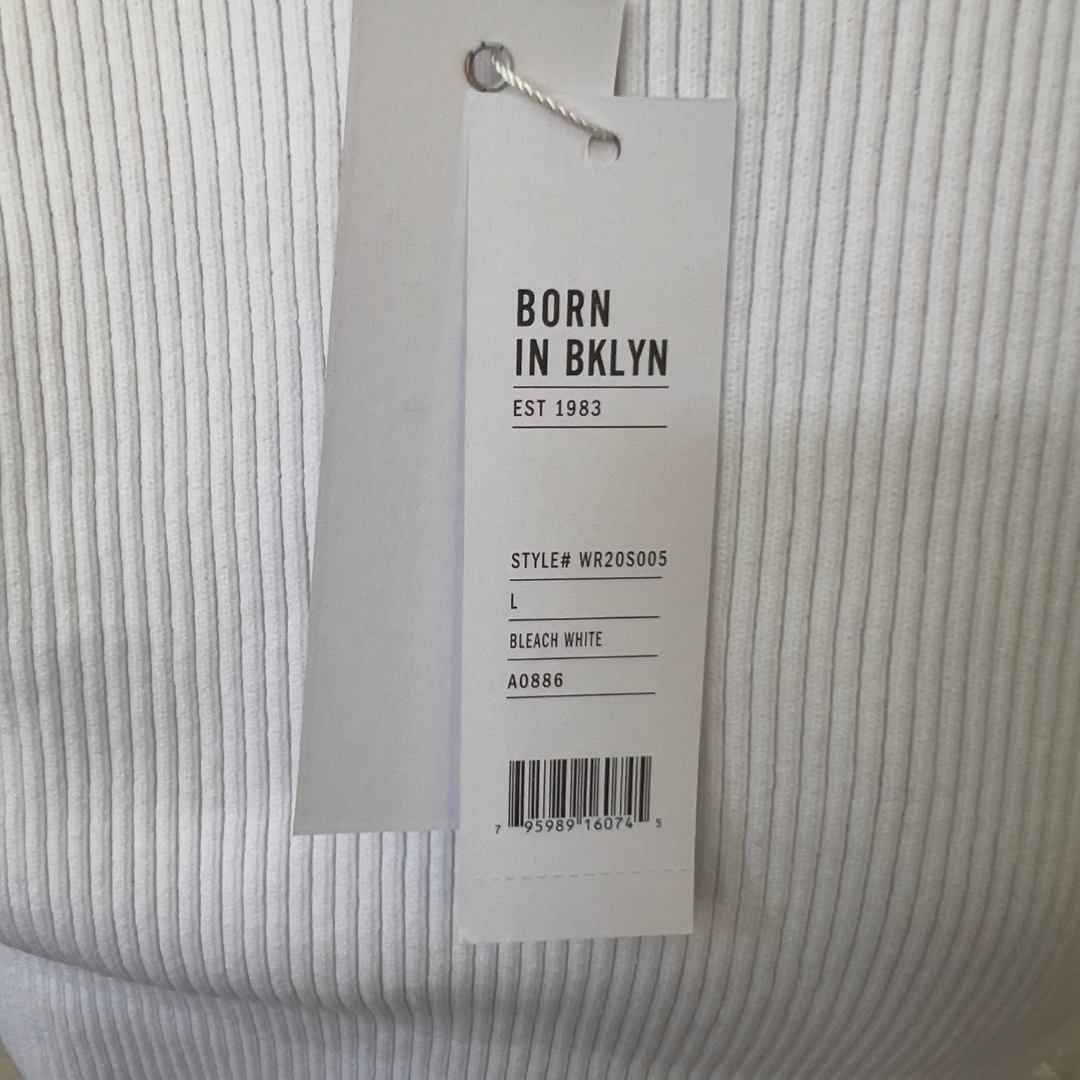 BORN
IN BKLYN
EST 1983
STYLE# WR20S005
L
BLEACH WHITE
A0886
7 95989 16074 5